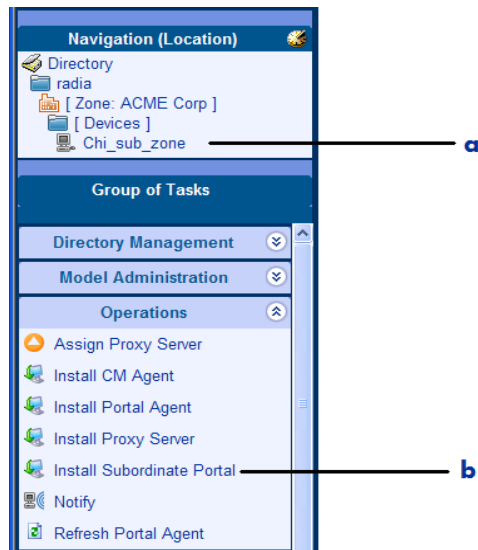 Navigation (Location)
Directory
radia
[ Zone: ACME Corp ]
[ Devices ]
Chi_sub_zone
a
Group of Tasks
Directory Management
Model Administration
Operations
Assign Proxy Server
Install CM Agent
Install Portal Agent
Install Proxy Server
Install Subordinate Portal
b
Notify
Refresh Portal Agent